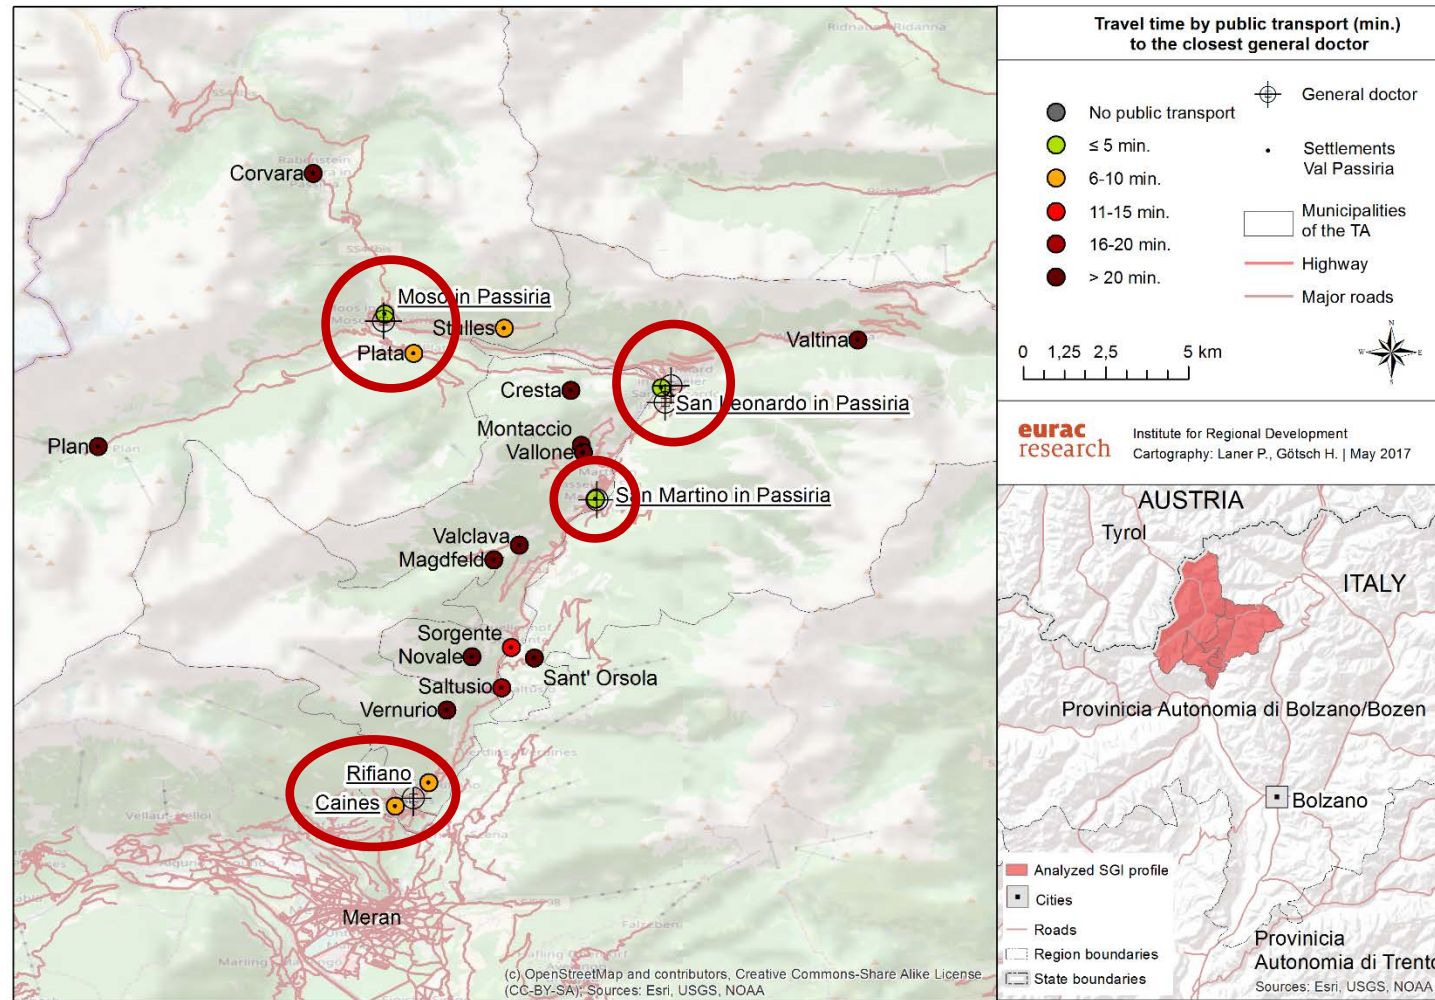 Corvara
Moso in Passiria
Stulles
Plata
Valtina
Cresta
San Leonardo in Passiria
Montaccio
Plan
Vallone
San Martino in Passiria
Valclava
Magdfeld
Sorgente
Novale
Sant' Orsola
Saltusio
Vernurio
Rifiano
Caines
Meran
(c) OpenStreetMap and contributors, Creative Commons-Share Alike License
(CC-BY-SA); Sources: Esri, USGS, NOAA
Travel time by public transport (min.)
to the closest general doctor
No public transport
≤ 5 min.
6-10 min.
11-15 min.
16-20 min.
> 20 min.
General doctor
Settlements
Val Passiria
Municipalities
of the TA
Highway
Major roads
0 1,25 2,5 5 km
N
W E
S
eurac
research
Institute for Regional Development
Cartography: Laner P., Götsch H. | May 2017
AUSTRIA
Tyrol
ITALY
Provinicia Autonomia di Bolzano/Bozen
Bolzano
Analyzed SGI profile
Cities
Roads
Region boundaries
State boundaries
Provinicia
Autonomia di Trento
Sources: Esri, USGS, NOAA